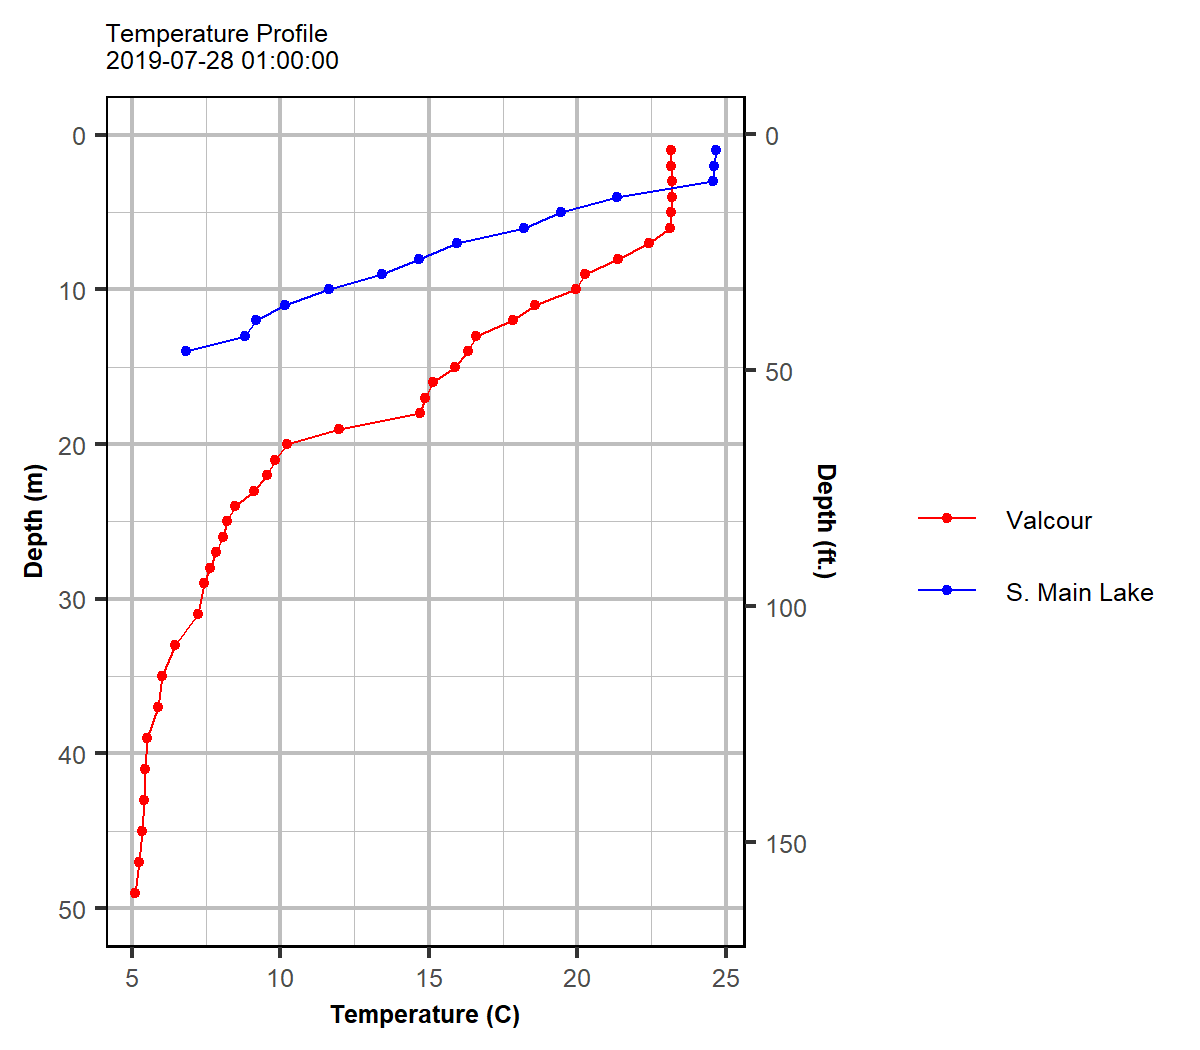 Temperature Profile
2019-07-28 01:00:00
0
10
20
30
40
50
Depth (m)
0
50
100
150
Depth (ft.)
5 10 15 20 25
Temperature (C)
Valcour
S. Main Lake